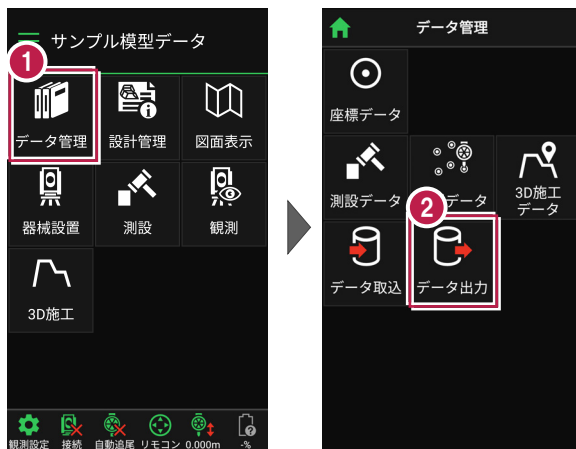 サンプル模型データ
1
データ管理
設計管理
図面表示
器械設置
測設
観測
3D施工
観測設定
接続
自動追尾
リモコン
0.000m
-%
データ管理
座標データ
測設データ
データ
3D施工
データ
2
データ取込
データ出力